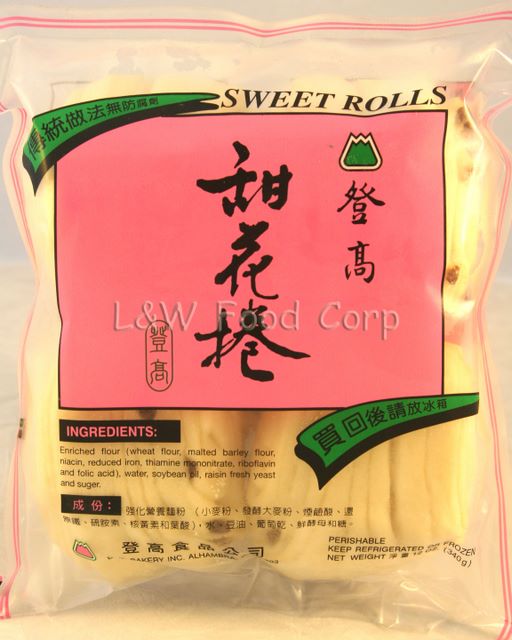 SWEET ROLLS
傳統做法無防腐劑
登高
甜花捲
L&W Food Corp
登高
買回後請放冰箱
INGREDIENTS:
Enriched flour (wheat flour, malted barley flour,
niacin, reduced iron, thiamine mononitrate, riboflavin
and folic acid), water, soybean oil, raisin fresh yeast
and suger.
成份: 強化營養麵粉 (小麥粉、發酵大麥粉、煙鹼酸、還
原鐵、硫胺素、核黃素和葉酸),水、豆油、葡萄乾、鮮酵母和糖。
登高食品公司
BAKERY INC. ALHAMBRA
PERISHABLE
KEEP REFRIGERATED OR FROZEN
NET WEIGHT (340g)